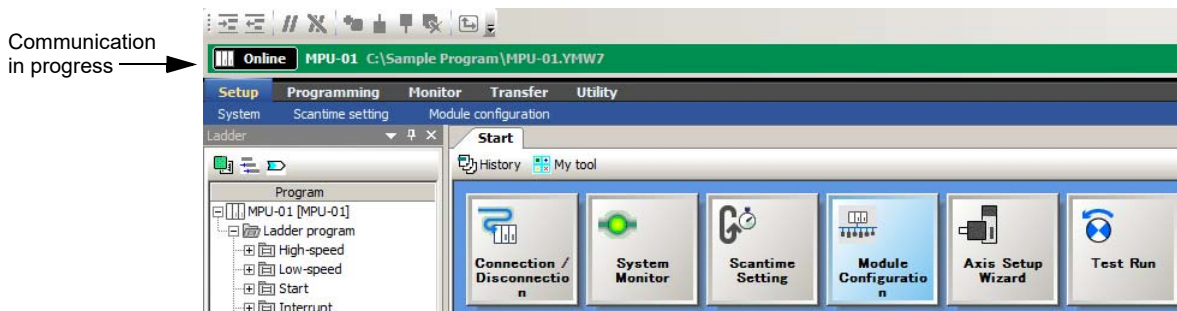 Communication
in progress
Online MPU-01 C:\Sample Program\MPU-01.YMW7
Setup Programming Monitor Transfer Utility
System Scantime setting Module configuration
Ladder
Start
History My tool
Program
MPU-01 [MPU-01]
Ladder program
High-speed
Low-speed
Start
Interrupt
Connection /
Disconnectio
n
System
Monitor
Scantime
Setting
Module
Configuratio
n
Axis Setup
Wizard
Test Run